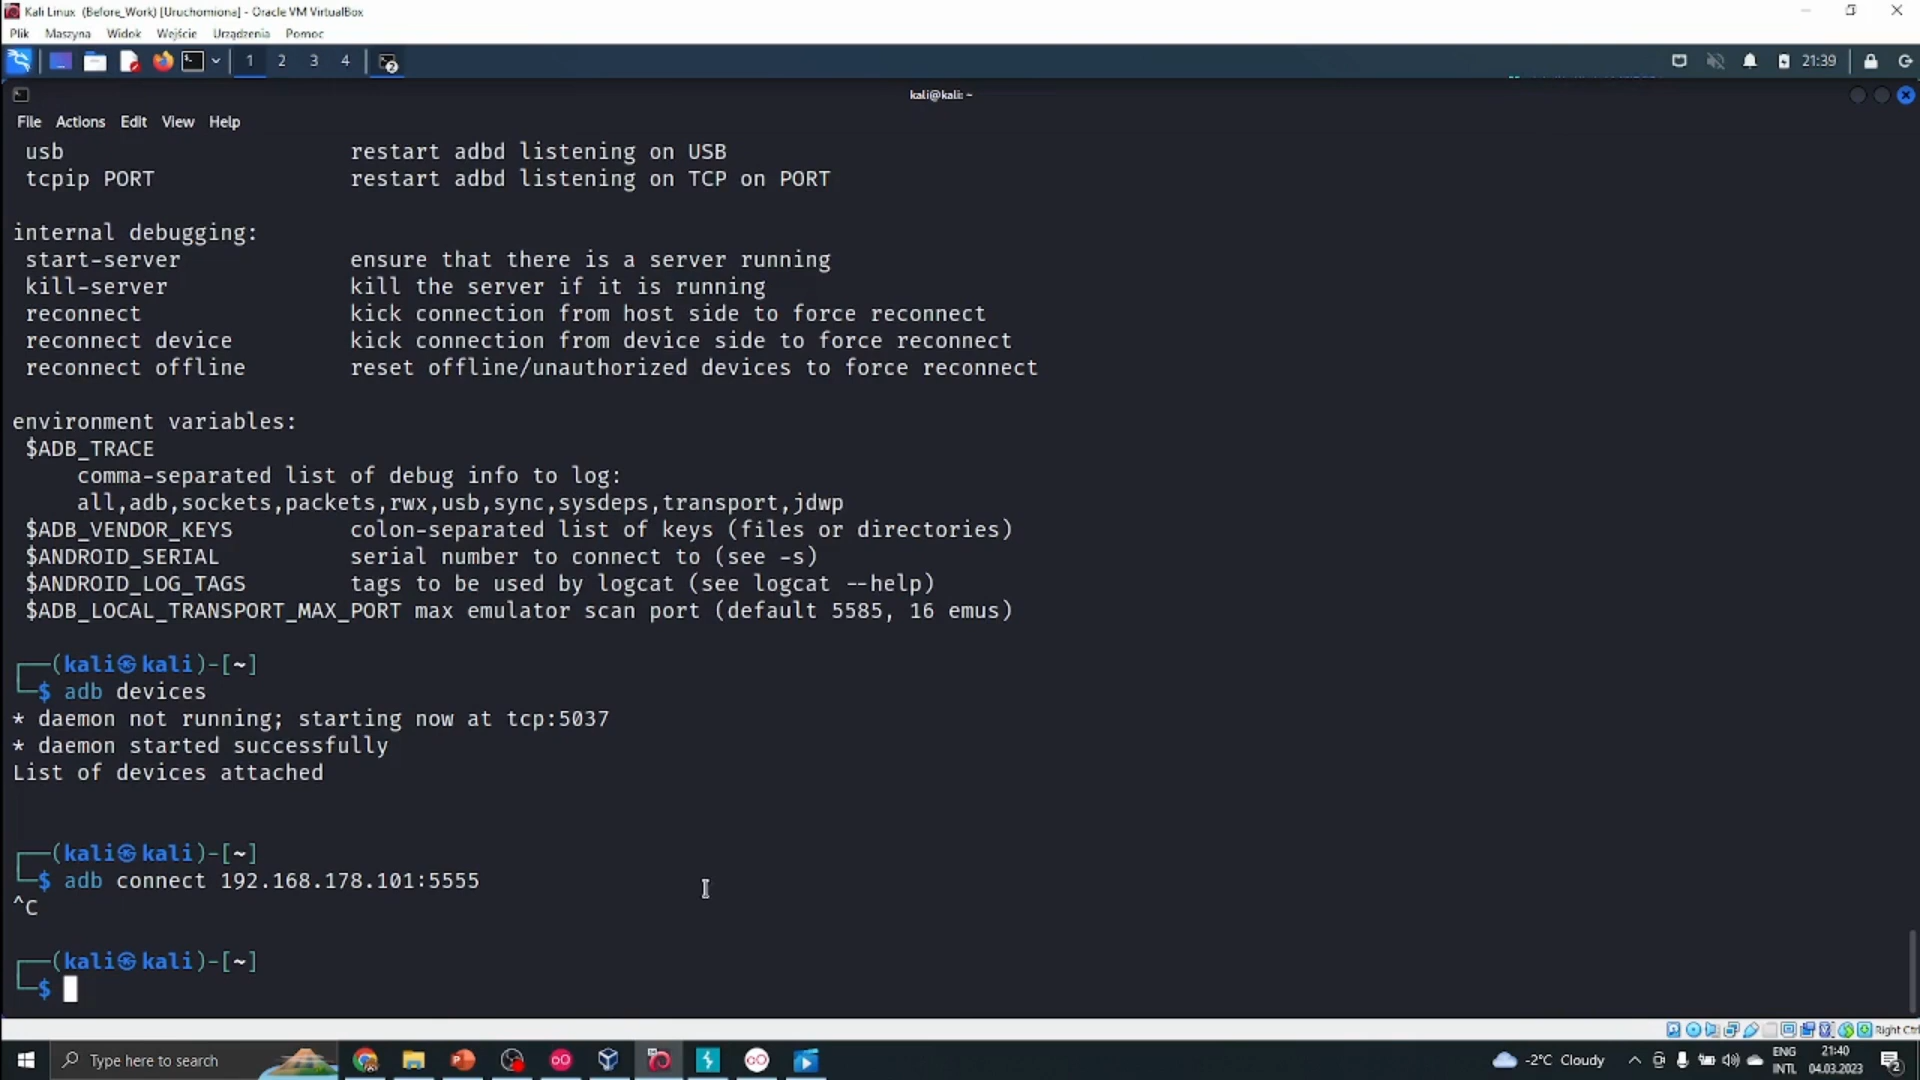 Kali Linux (Before_Work) [Uruchomiona] - Oracle VM VirtualBox
Plik Maszyna Widok Wejście Urządzenia Pomoc
1 2 3 4 2 21:39
kali@kali: ~
File Actions Edit View Help
usb restart adbd listening on USB
tcpip PORT restart adbd listening on TCP on PORT
internal debugging:
start-server ensure that there is a server running
kill-server kill the server if it is running
reconnect kick connection from host side to force reconnect
reconnect device kick connection from device side to force reconnect
reconnect offline reset offline/unauthorized devices to force reconnect
environment variables:
$ADB_TRACE
comma-separated list of debug info to log:
all,adb,sockets,packets,rwx,usb,sync,sysdeps,transport,jdwp
$ADB_VENDOR_KEYS colon-separated list of keys (files or directories)
$ANDROID_SERIAL serial number to connect to (see -s)
$ANDROID_LOG_TAGS tags to be used by logcat (see logcat --help)
$ADB_LOCAL_TRANSPORT_MAX_PORT max emulator scan port (default 5585, 16 emus)
┌──(kali㉿kali)-[~]
└─$ adb devices
* daemon not running; starting now at tcp:5037
* daemon started successfully
List of devices attached
┌──(kali㉿kali)-[~]
└─$ adb connect 192.168.178.101:5555
^C
┌──(kali㉿kali)-[~]
└─$
Right Ctrl
Type here to search
-2°C Cloudy
ENG
INTL
21:40
04.03.2023
2